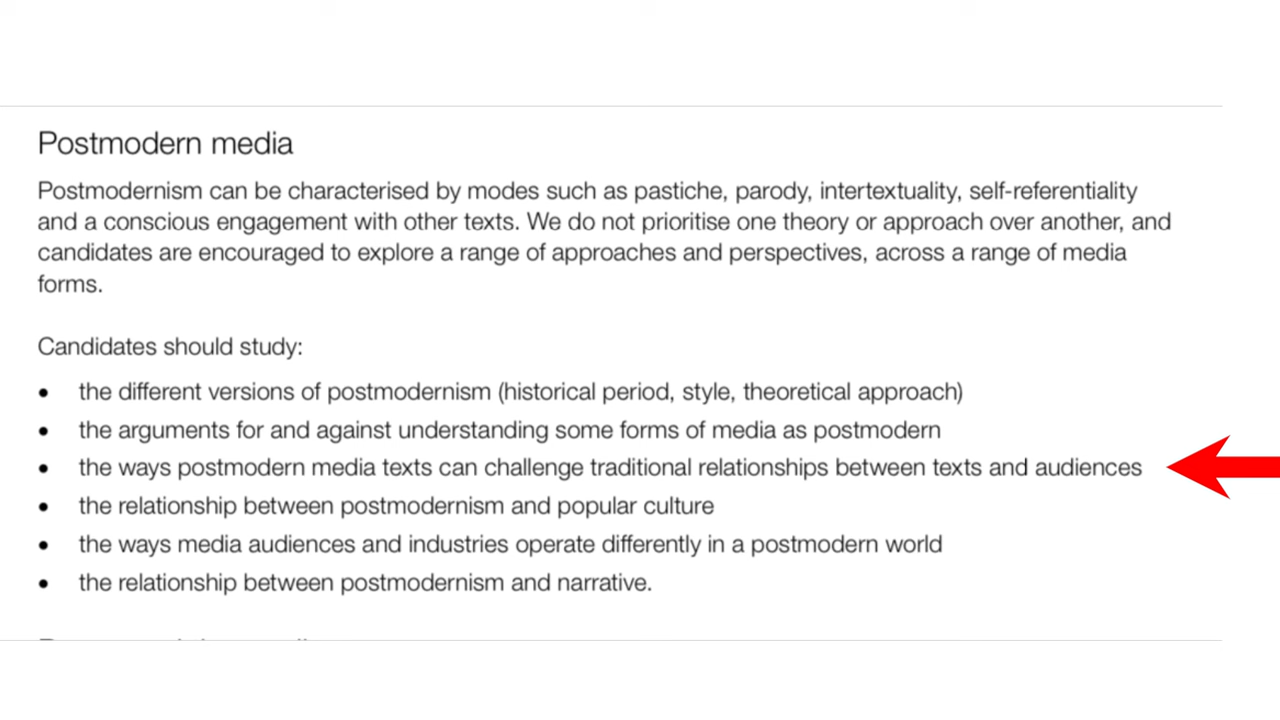 Postmodern media
Postmodernism can be characterised by modes such as pastiche, parody, intertextuality, self-referentiality
and a conscious engagement with other texts. We do not prioritise one theory or approach over another, and
candidates are encouraged to explore a range of approaches and perspectives, across a range of media
forms.
Candidates should study:
• the different versions of postmodernism (historical period, style, theoretical approach)
• the arguments for and against understanding some forms of media as postmodern
• the ways postmodern media texts can challenge traditional relationships between texts and audiences
• the relationship between postmodernism and popular culture
• the ways media audiences and industries operate differently in a postmodern world
• the relationship between postmodernism and narrative.